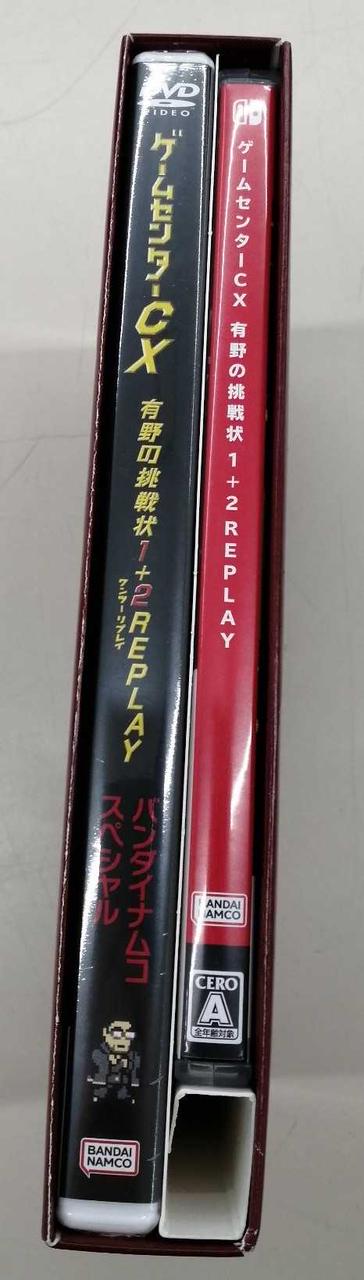 DVD
VIDEO
ゲームセンターCX
有野の挑戦状1+2REPLAY
ワンツーリプレイ
バンダイナムコ
スペシャル
BANDAI
NAMCO
ゲームセンターCX 有野の挑戦状 1+2 REPLAY
BANDAI
NAMCO
CERO
A
全年齢対象